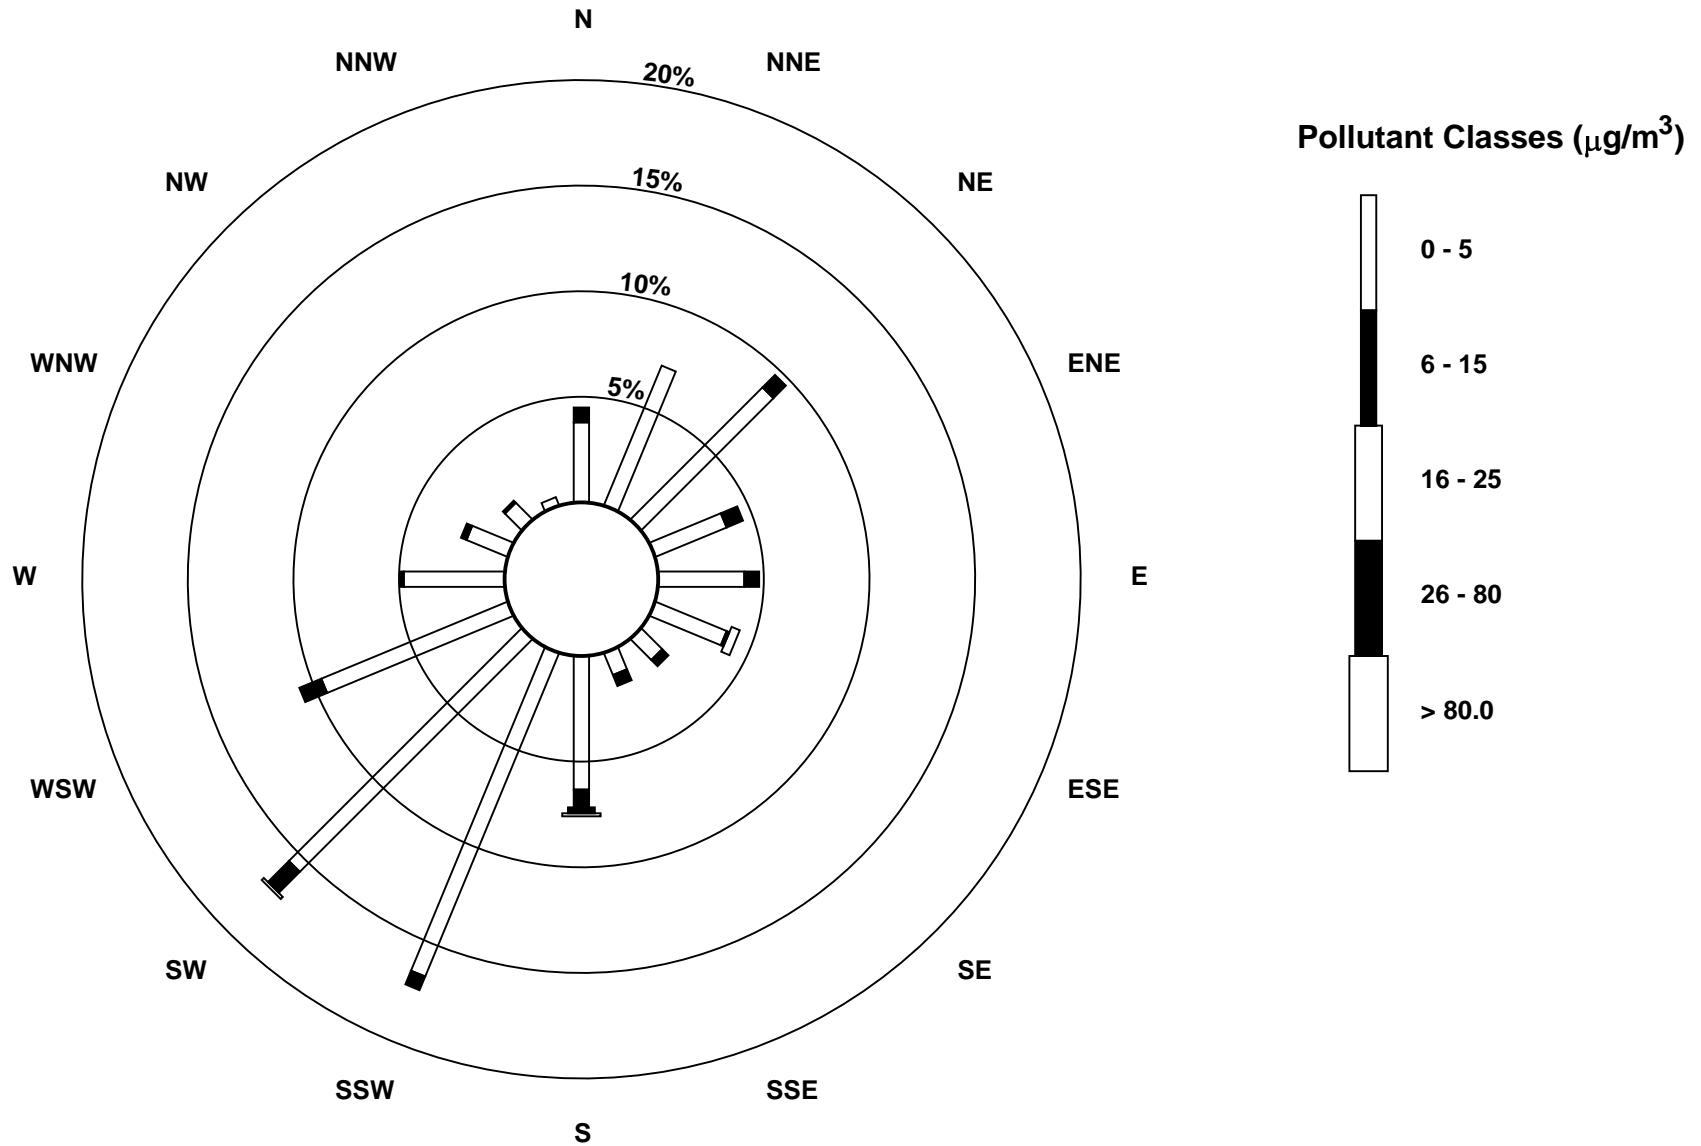 N
NNW
NNE
20%
NW
15%
NE
10%
WNW
5%
ENE
W
E
WSW
ESE
SW
SE
SSW
SSE
S
Pollutant Classes (μg/m³)
0 - 5
6 - 15
16 - 25
26 - 80
> 80.0